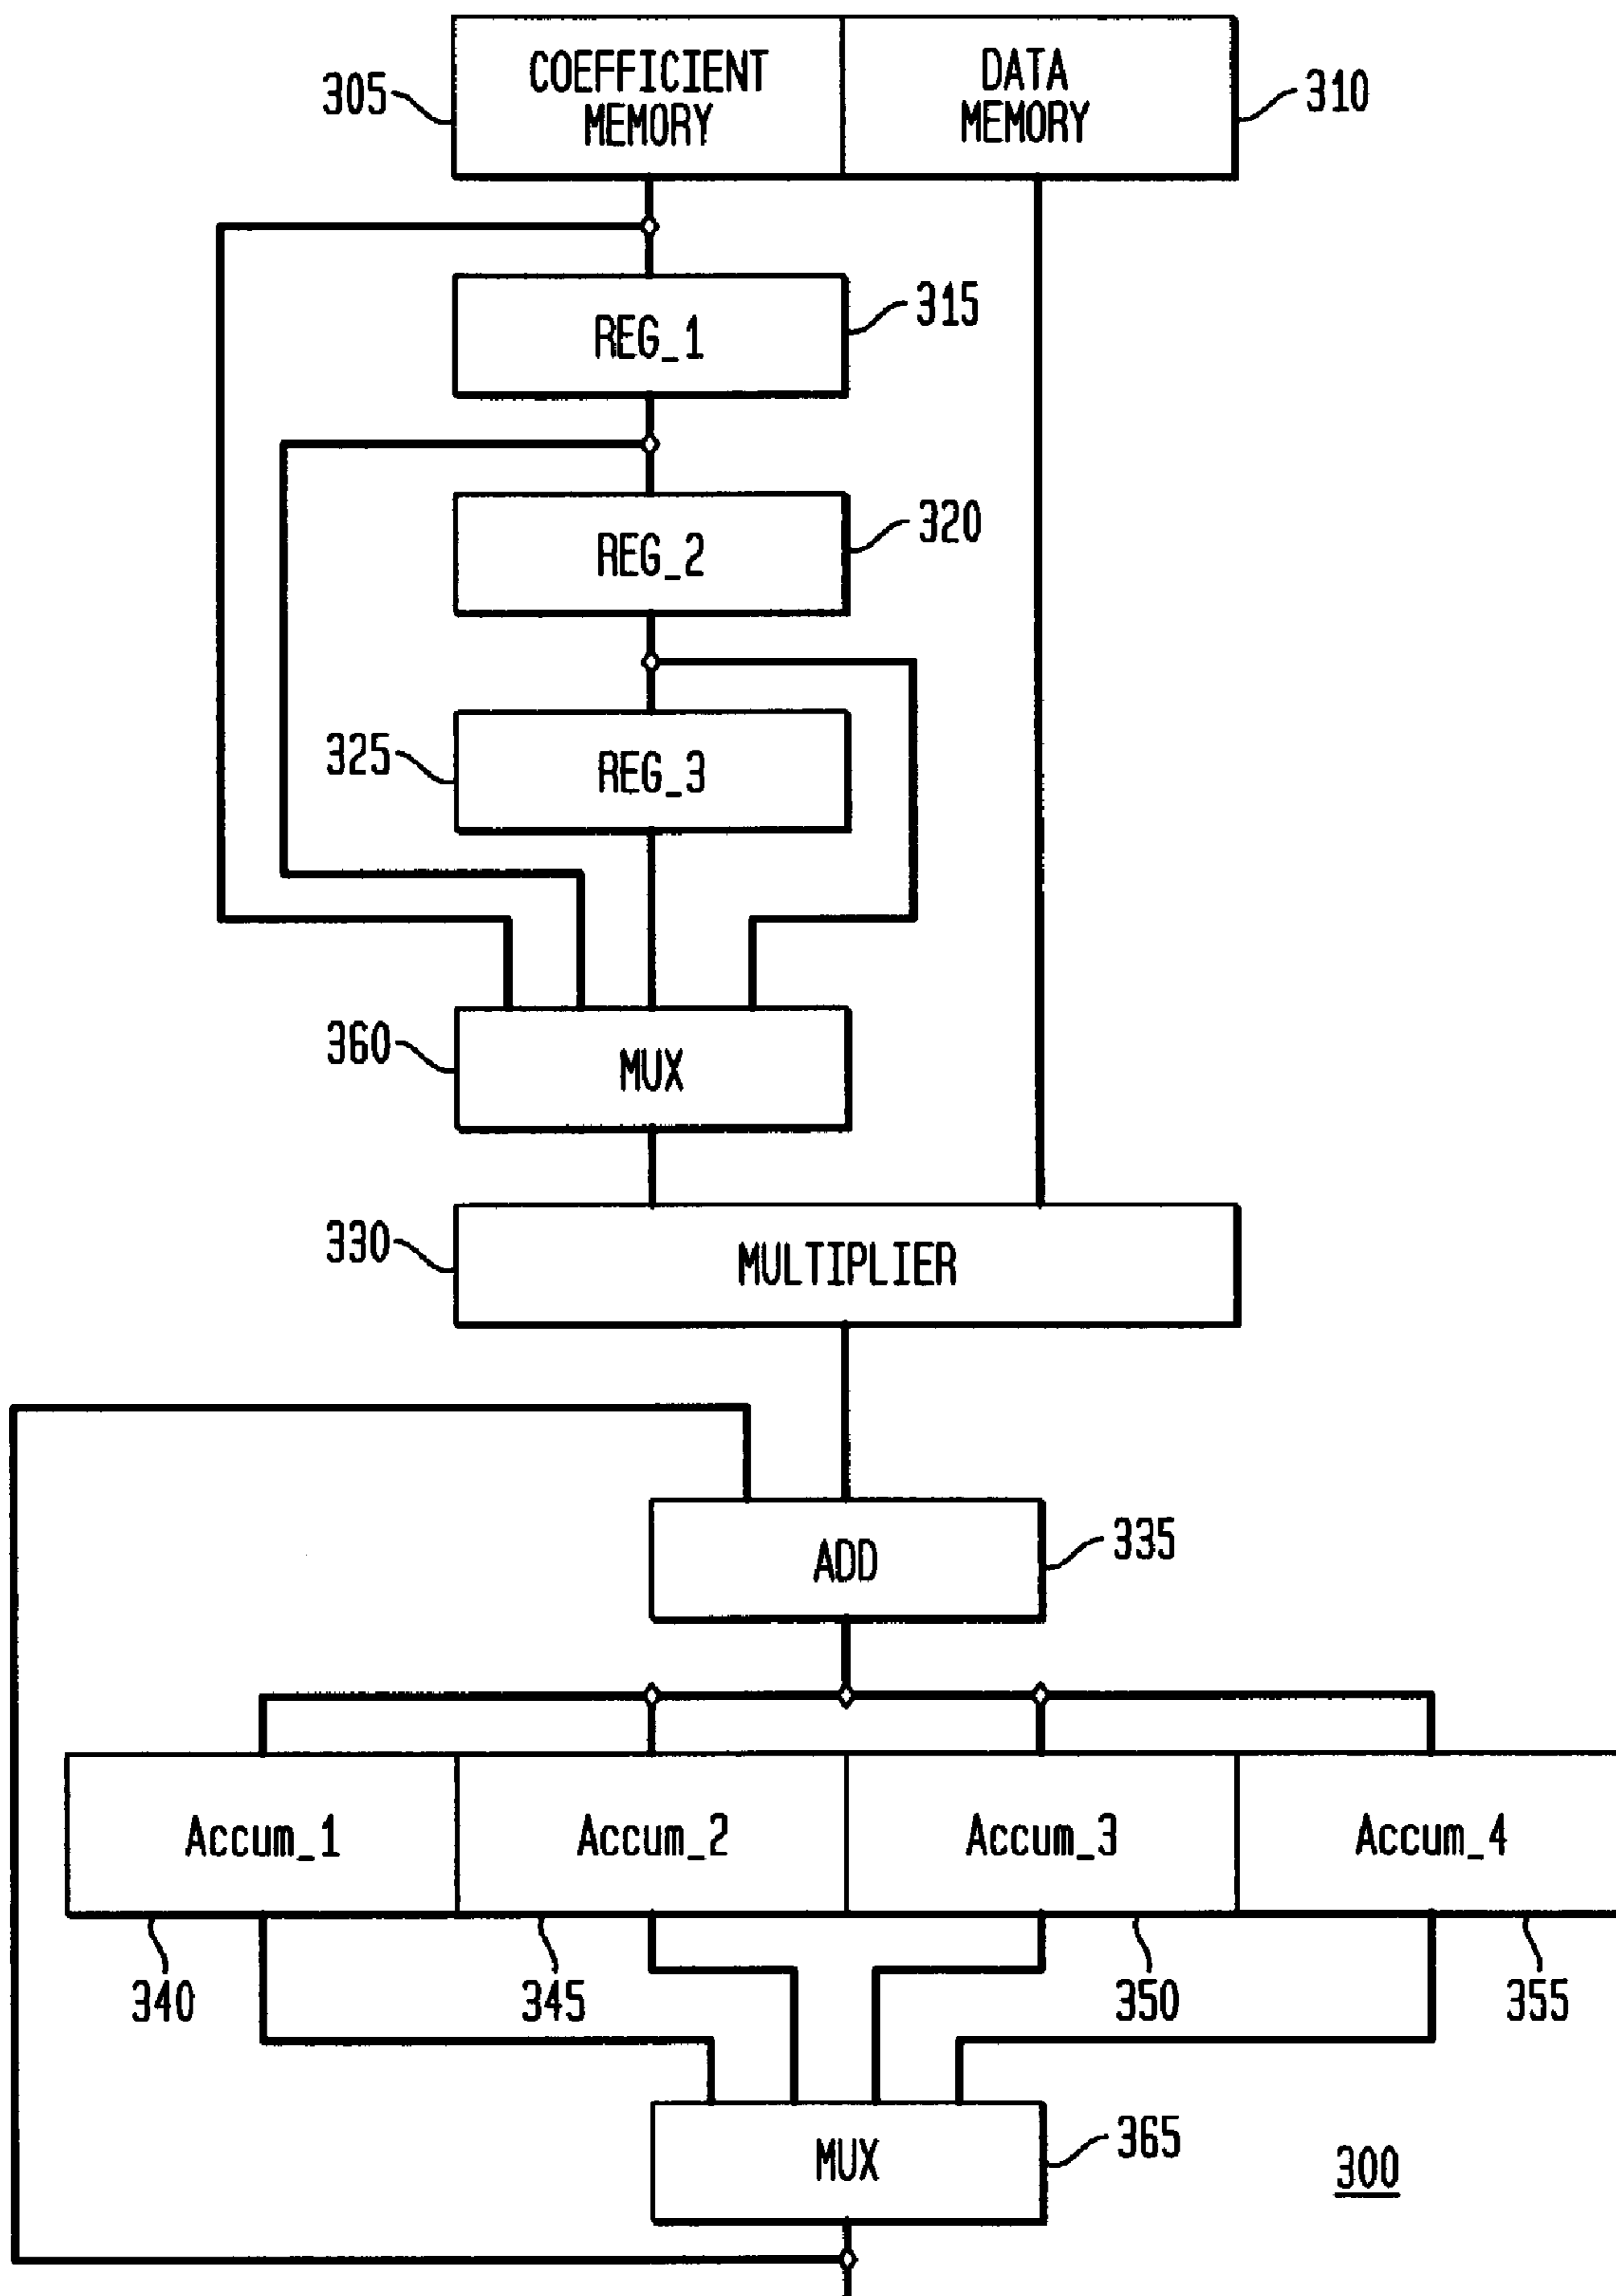 COEFFICIENT
MEMORY
DATA
MEMORY
305
310
REG_1
315
REG_2
320
REG_3
325
MUX
360
MULTIPLIER
330
ADD
335
Accum_1
Accum_2
Accum_3
Accum_4
340
345
350
355
MUX
365
300